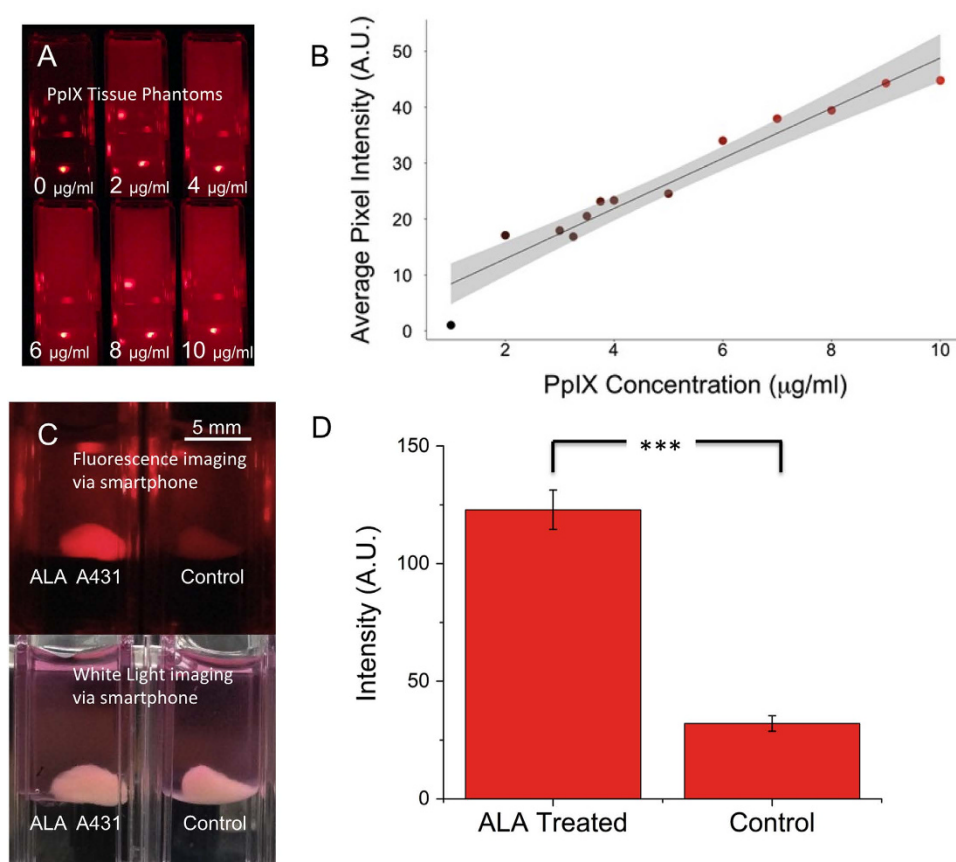 A
PpIX Tissue Phantoms
0 µg/ml
2 µg/ml
4 µg/ml
6 µg/ml
8 µg/ml
10 µg/ml
B
Average Pixel Intensity (A.U.)
50
40
30
20
10
0
2
4
6
8
10
PpIX Concentration (µg/ml)
C
5 mm
Fluorescence imaging
via smartphone
ALA A431
Control
White Light imaging
via smartphone
ALA A431
Control
D
Intensity (A.U.)
150
100
50
0
***
ALA Treated
Control